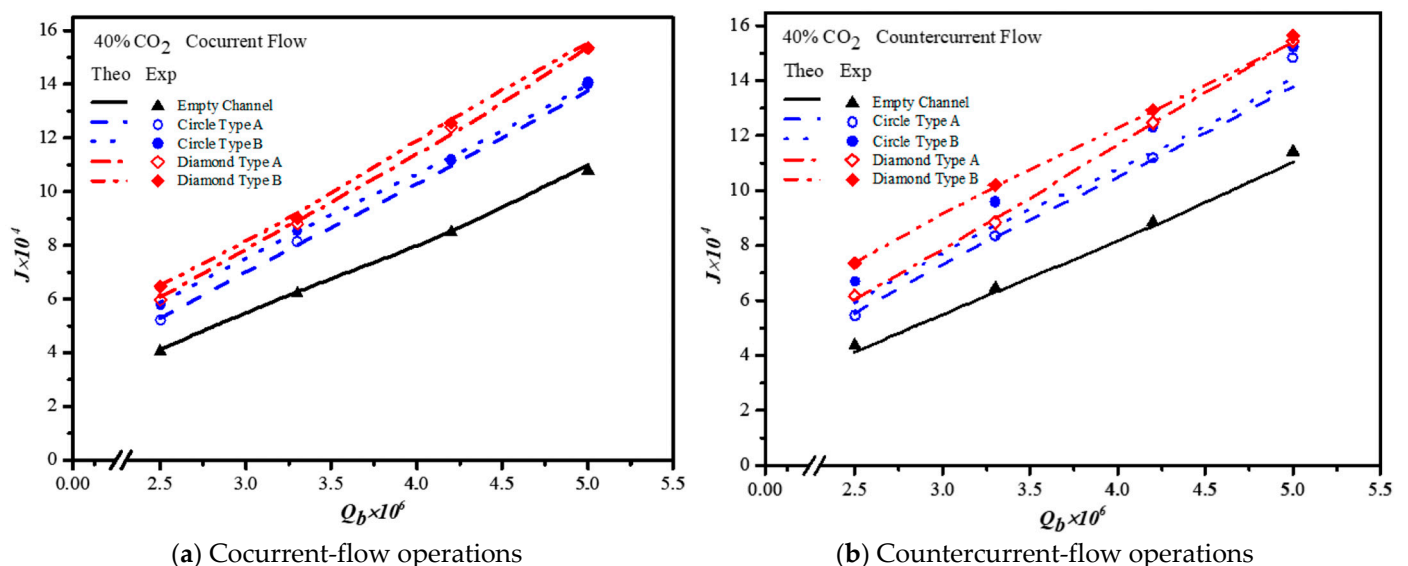 40% CO₂ Cocurrent Flow
Theo Exp
Empty Channel
Circle Type A
Circle Type B
Diamond Type A
Diamond Type B
J×10⁴
16
14
12
10
8
6
4
2
0
0.00 2.5 3.0 3.5 4.0 4.5 5.0 5.5
Q_b×10⁶
(a) Cocurrent-flow operations
40% CO₂ Countercurrent Flow
Theo Exp
Empty Channel
Circle Type A
Circle Type B
Diamond Type A
Diamond Type B
J×10⁴
16
14
12
10
8
6
4
2
0
0.00 2.5 3.0 3.5 4.0 4.5 5.0 5.5
Q_b×10⁶
(b) Countercurrent-flow operations